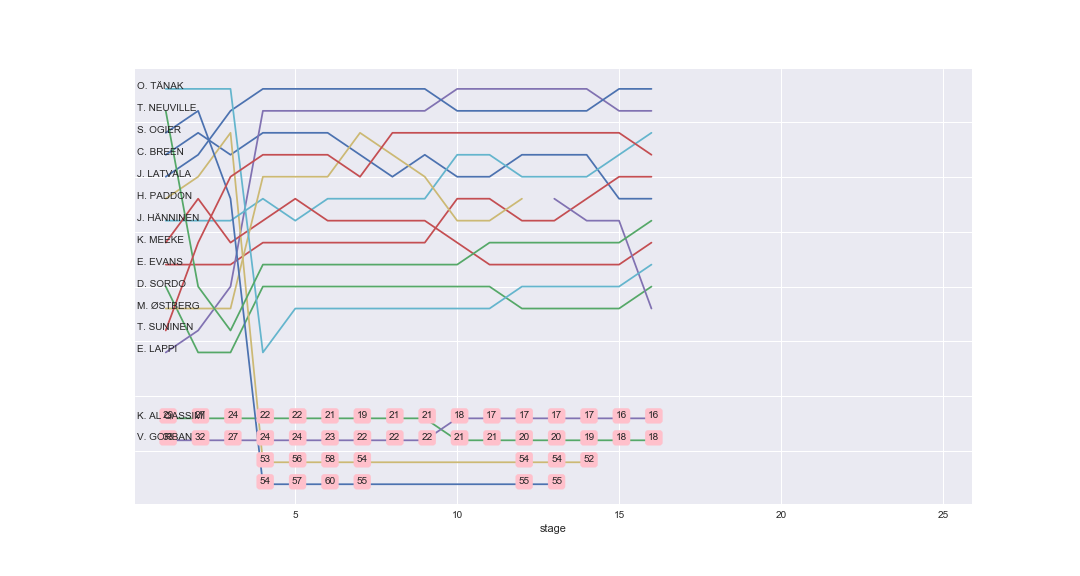 O. TÄNAK
T. NEUVILLE
S. OGIER
C. BREEN
J. LATVALA
H. PADDON
J. HÄNNINEN
K. MEEKE
E. EVANS
D. SORDO
M. ØSTBERG
T. SUNINEN
E. LAPPI
K. AL QASSIMI 24 22 22 21 19 21 21 18 17 17 17 17 16 16
V. GORBAN 32 27 24 24 23 22 22 22 21 21 20 20 19 18 18
53 56 58 54 54 54 52
54 57 60 55 55 55
5 10 15 20 25
stage